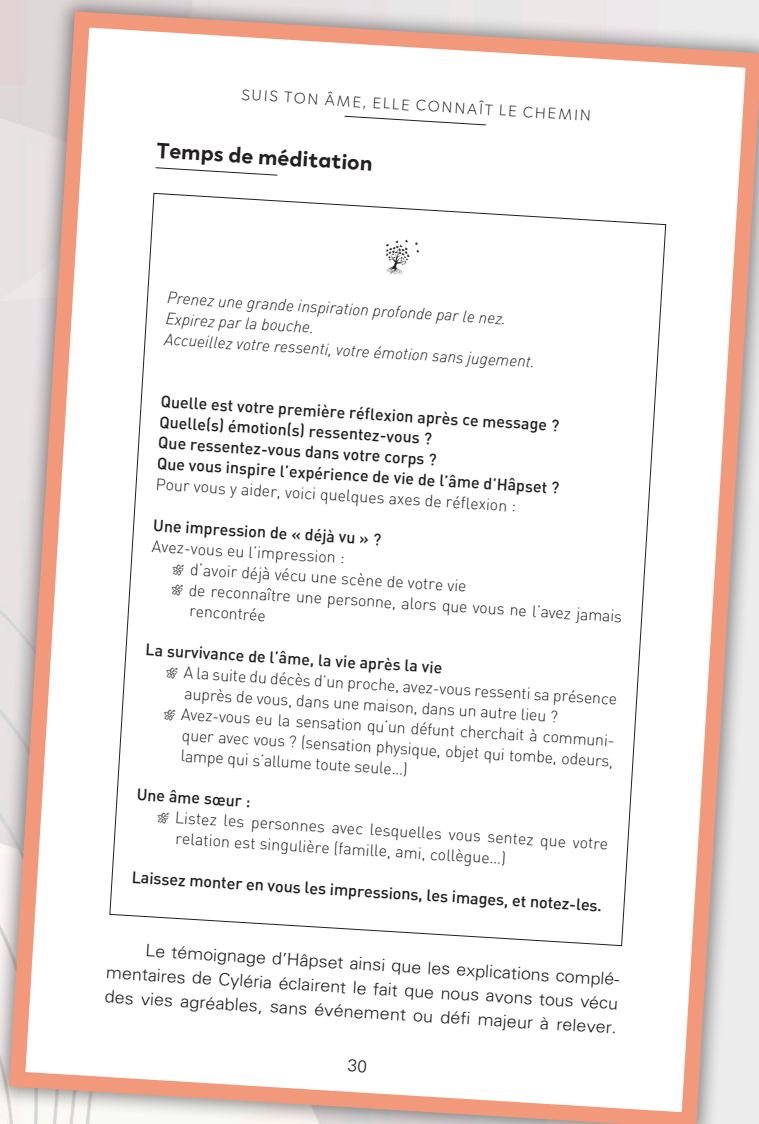 SUIS TON ÂME, ELLE CONNAÎT LE CHEMIN
Temps de méditation
Prenez une grande inspiration profonde par le nez.
Expirez par la bouche.
Accueillez votre ressenti, votre émotion sans jugement.
Quelle est votre première réflexion après ce message ?
Quelle(s) émotion(s) ressentez-vous ?
Que ressentez-vous dans votre corps ?
Que vous inspire l'expérience de vie de l'âme d'Hâpset ?
Pour vous y aider, voici quelques axes de réflexion :
Une impression de « déjà vu » ?
Avez-vous eu l'impression :
d'avoir déjà vécu une scène de votre vie
de reconnaître une personne, alors que vous ne l'avez jamais
rencontrée
La survivance de l'âme, la vie après la vie
A la suite du décès d'un proche, avez-vous ressenti sa présence
auprès de vous, dans une maison, dans un autre lieu ?
Avez-vous eu la sensation qu'un défunt cherchait à communi-
quer avec vous ? (sensation physique, objet qui tombe, odeurs,
lampe qui s'allume toute seule...)
Une âme sœur :
Listez les personnes avec lesquelles vous sentez que votre
relation est singulière (famille, ami, collègue...)
Laissez monter en vous les impressions, les images, et notez-les.
Le témoignage d'Hâpset ainsi que les explications complé-
mentaires de Cyléria éclairent le fait que nous avons tous vécu
des vies agréables, sans événement ou défi majeur à relever.
30